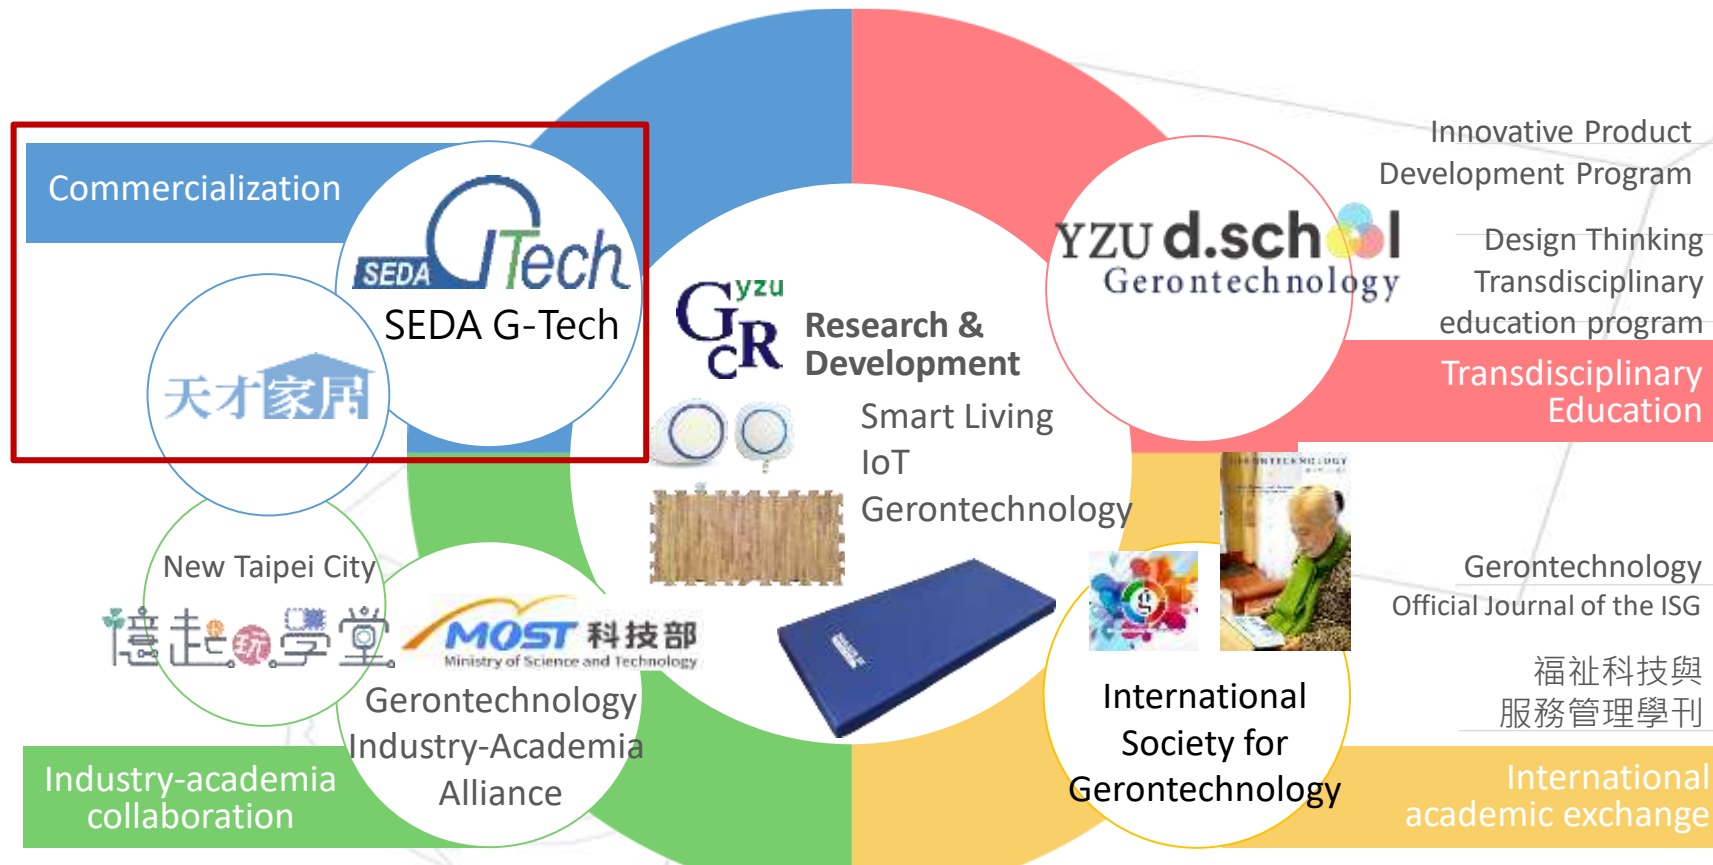 Commercialization
SEDA GTech
SEDA G-Tech
天才家居
yzu
GRC
Research &
Development
Smart Living
IoT
Gerontechnology
YZU d.school
Gerontechnology
Innovative Product
Development Program
Design Thinking
Transdisciplinary
education program
Transdisciplinary
Education
New Taipei City
憶起玩學堂
MOST 科技部
Ministry of Science and Technology
Gerontechnology
Industry-Academia
Alliance
Industry-academia
collaboration
GERONTECHNOLOGY
g
International
Society for
Gerontechnology
Gerontechnology
Official Journal of the ISG
福祉科技與
服務管理學刊
International
academic exchange